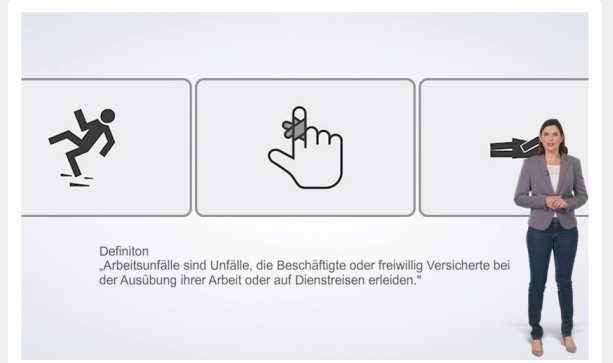 Definiton
„Arbeitsunfälle sind Unfälle, die Beschäftigte oder freiwillig Versicherte bei
der Ausübung ihrer Arbeit oder auf Dienstreisen erleiden."